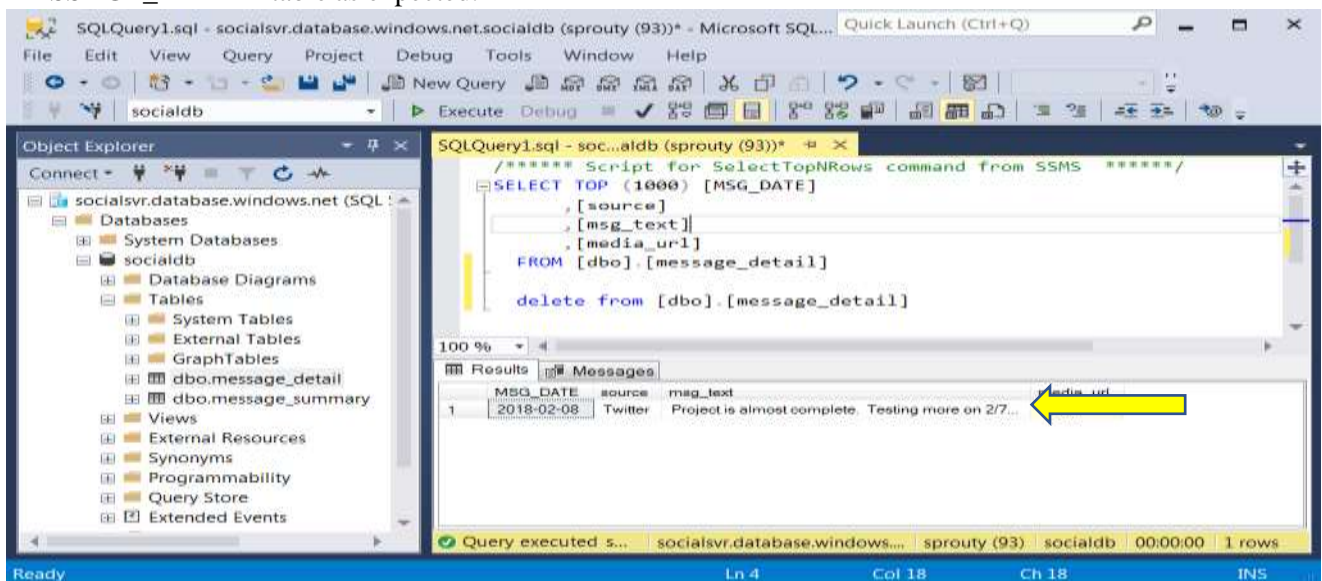 SQLQuery1.sql - socialsvr.database.windows.net.socialdb (sprouty (93))* - Microsoft SQL... Quick Launch (Ctrl+Q)
File Edit View Query Project Debug Tools Window Help
New Query
socialdb Execute Debug
Object Explorer
Connect
socialsvr.database.windows.net (SQL
Databases
System Databases
socialdb
Database Diagrams
Tables
System Tables
External Tables
GraphTables
dbo.message_detail
dbo.message_summary
Views
External Resources
Synonyms
Programmability
Query Store
Extended Events
SQLQuery1.sql - soc...aldb (sprouty (93))*
/****** Script for SelectTopNRows command from SSMS ******/
SELECT TOP (1000) [MSG_DATE]
,[source]
,[msg_text]
,[media_url]
FROM [dbo].[message_detail]
delete from [dbo].[message_detail]
100 %
Results Messages
MSG_DATE source msg_text media_url
1 2018-02-08 Twitter Project is almost complete. Testing more on 2/7...
Query executed s... socialsvr.database.windows.... sprouty (93) socialdb 00:00:00 1 rows
Ready Ln 4 Col 18 Ch 18 INS